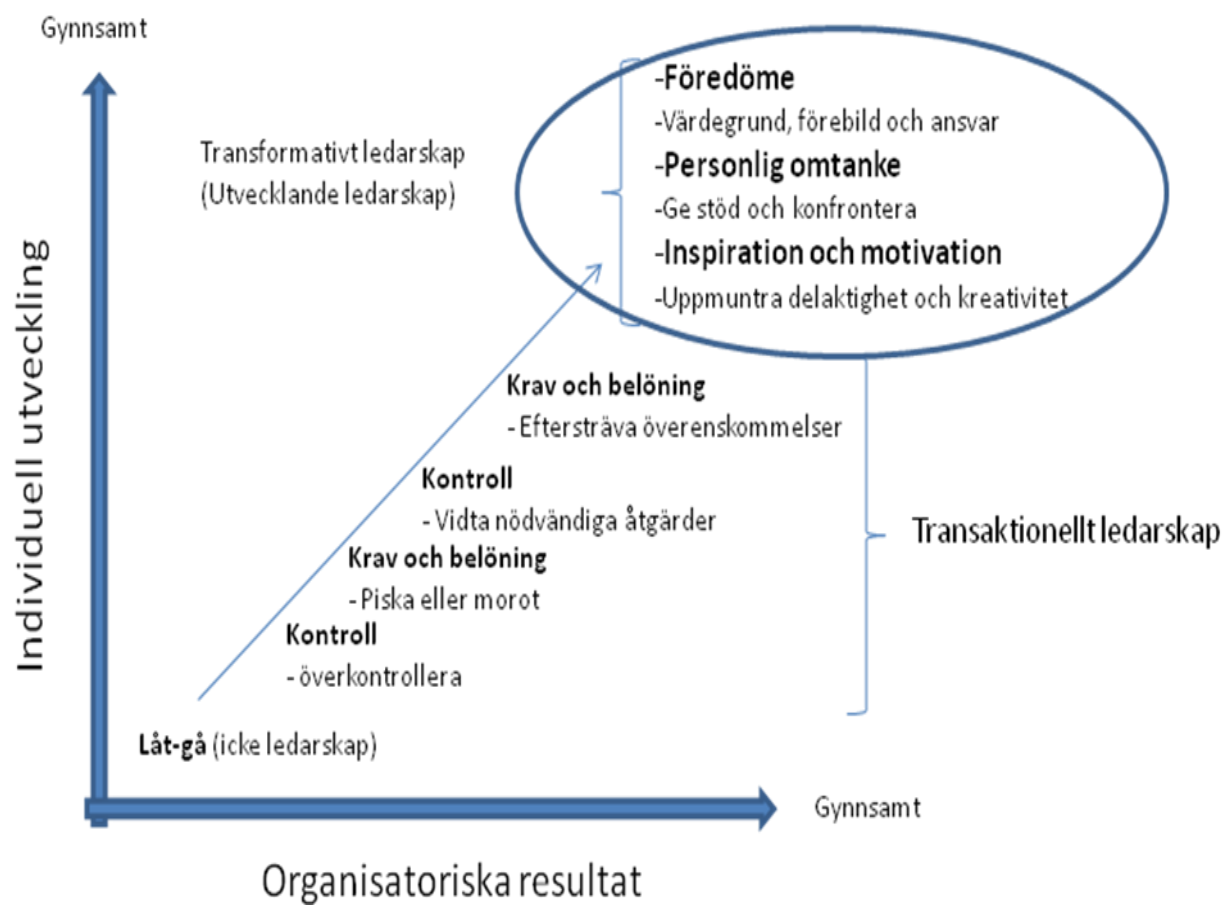 Gynnsamt
-Föredöme
-Värdegrund, förebild och ansvar
-Personlig omtanke
-Ge stöd och konfrontera
-Inspiration och motivation
-Uppmuntra delaktighet och kreativitet
Transformativt ledarskap
(Utvecklande ledarskap)
Individuell utveckling
Krav och belöning
- Eftersträva överenskommelser
Kontroll
- Vidta nödvändiga åtgärder
Krav och belöning
- Piska eller morot
Kontroll
- överkontrollera
Transaktionellt ledarskap
Låt-gå (icke ledarskap)
Gynnsamt
Organisatoriska resultat